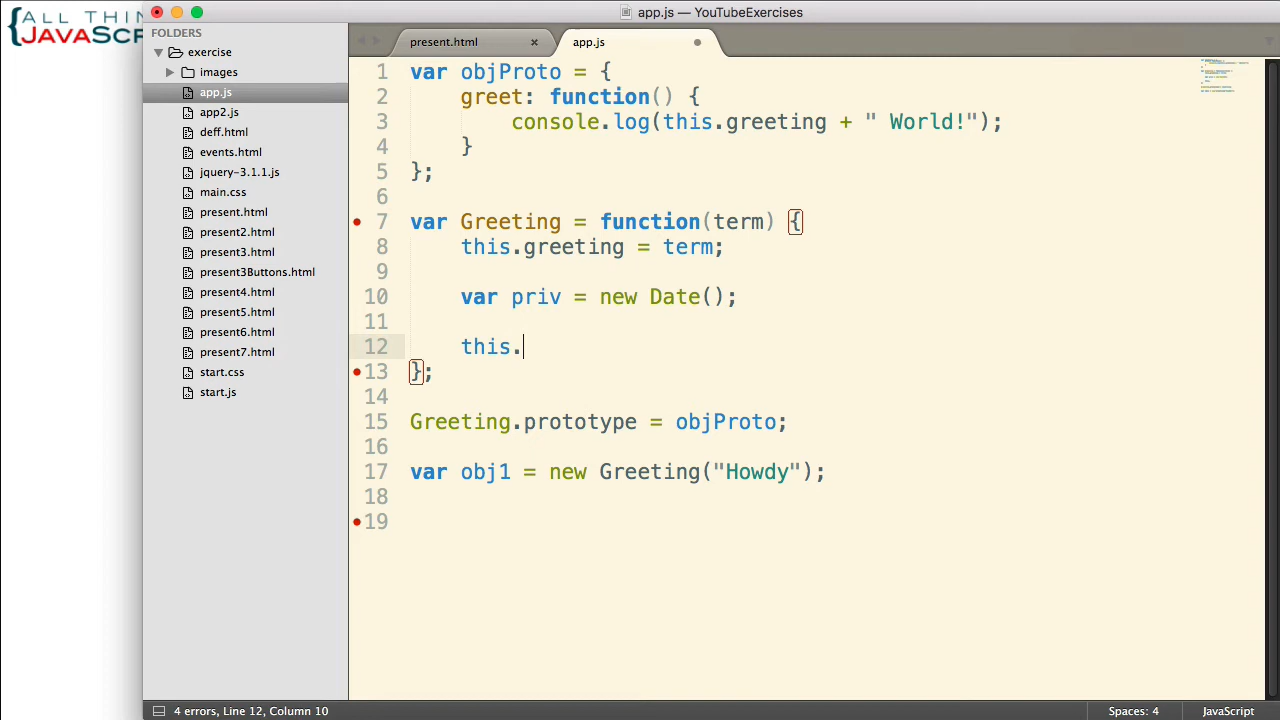 {ALL THIN
JAVASCRI
app.js — YouTubeExercises
FOLDERS
exercise
images
app.js
app2.js
deff.html
events.html
jquery-3.1.1.js
main.css
present.html
present2.html
present3.html
present3Buttons.html
present4.html
present5.html
present6.html
present7.html
start.css
start.js
present.html × app.js
1 var objProto = {
2 greet: function() {
3 console.log(this.greeting + " World!");
4 }
5 };
6
7 var Greeting = function(term) {
8 this.greeting = term;
9
10 var priv = new Date();
11
12 this.
13 };
14
15 Greeting.prototype = objProto;
16
17 var obj1 = new Greeting("Howdy");
18
19
4 errors, Line 12, Column 10 Spaces: 4 JavaScript